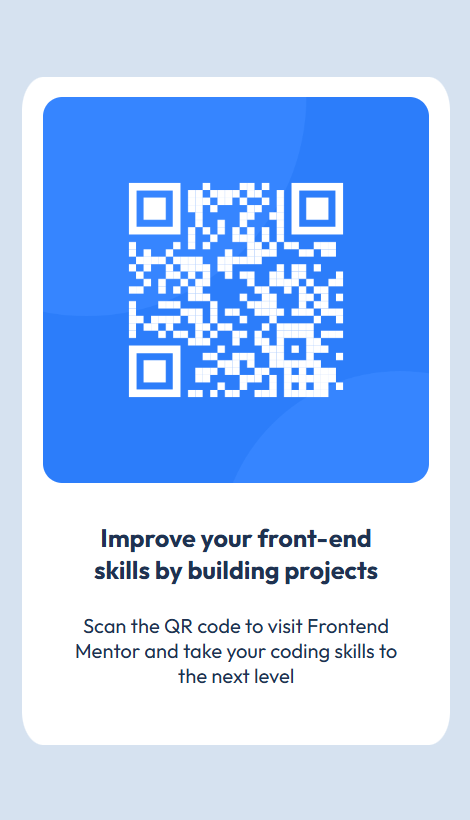 Improve your front-end
skills by building projects
Scan the QR code to visit Frontend
Mentor and take your coding skills to
the next level